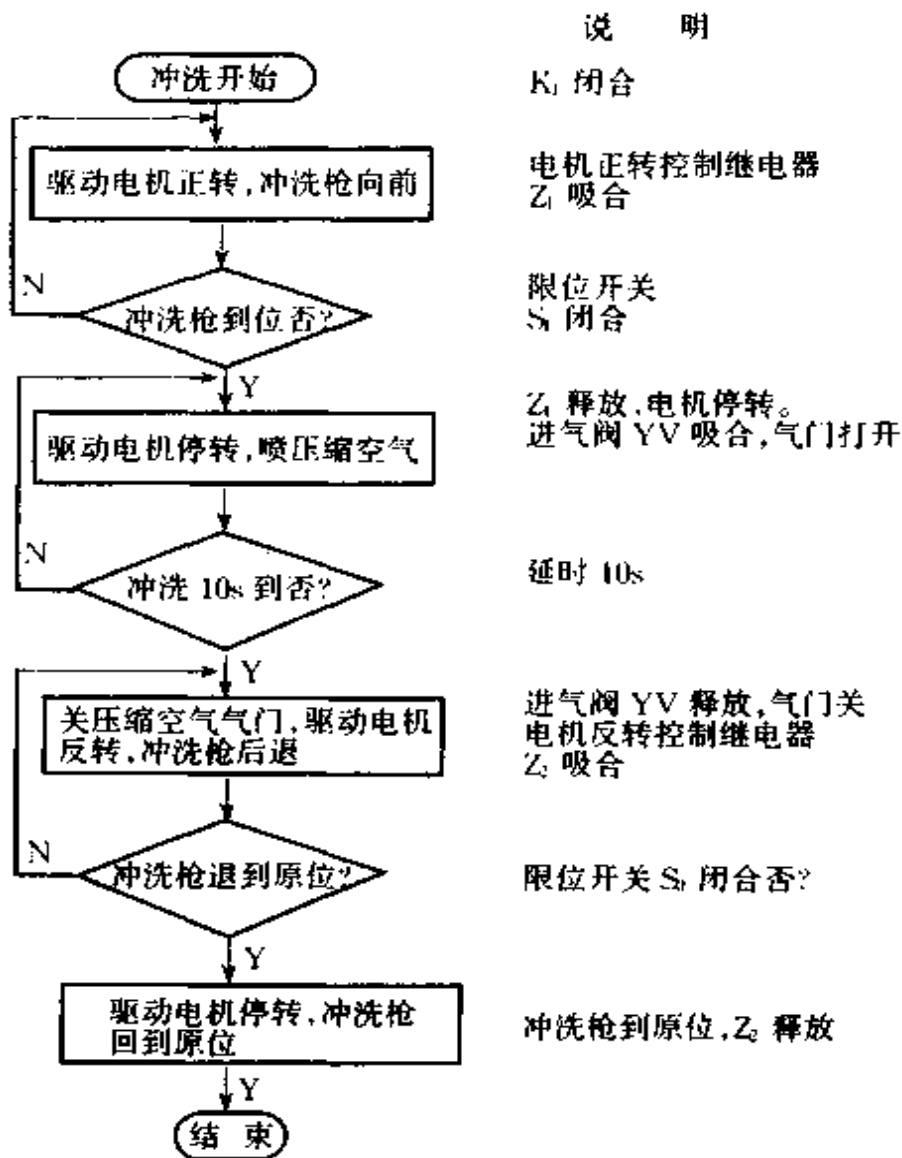 说 明
冲洗开始
K₁ 闭合
驱动电机正转,冲洗枪向前
电机正转控制继电器
Z₁ 吸合
N
冲洗枪到位否?
限位开关
S₁ 闭合
Y
驱动电机停转,喷压缩空气
Z₁ 释放,电机停转。
进气阀 YV 吸合,气门打开
N
冲洗 10s 到否?
延时 10s
Y
关压缩空气气门,驱动电机
反转,冲洗枪后退
进气阀 YV 释放,气门关
电机反转控制继电器
Z₂ 吸合
N
冲洗枪退到原位?
限位开关 闭合否?
Y
驱动电机停转,冲洗枪
回到原位
冲洗枪到原位,Z₂ 释放
Y
结 束